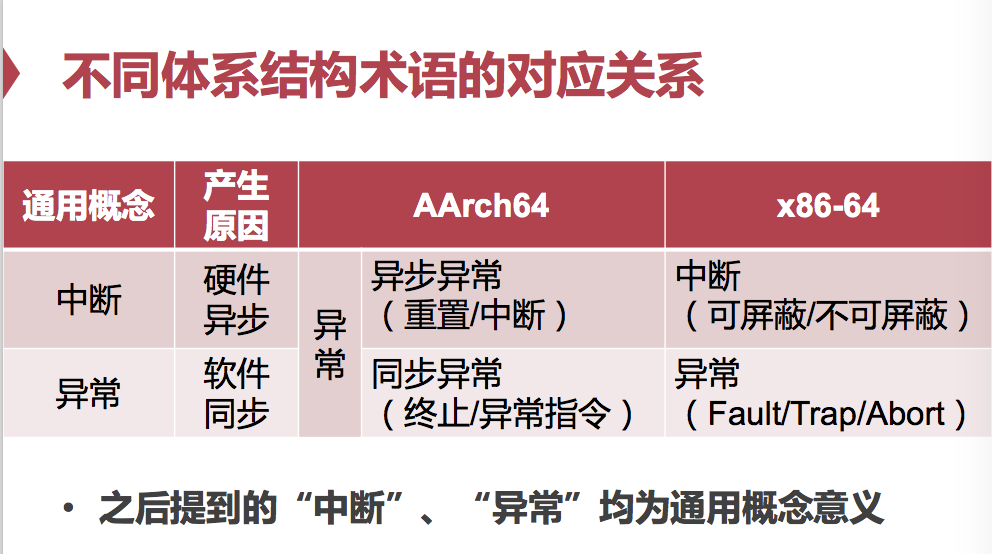 不同体系结构术语的对应关系
通用概念
产生
原因
AArch64
x86-64
中断
硬件
异步
异
常
异步异常
（重置/中断）
中断
（可屏蔽/不可屏蔽）
异常
软件
同步
同步异常
（终止/异常指令）
异常
（Fault/Trap/Abort）
• 之后提到的“中断”、“异常”均为通用概念意义